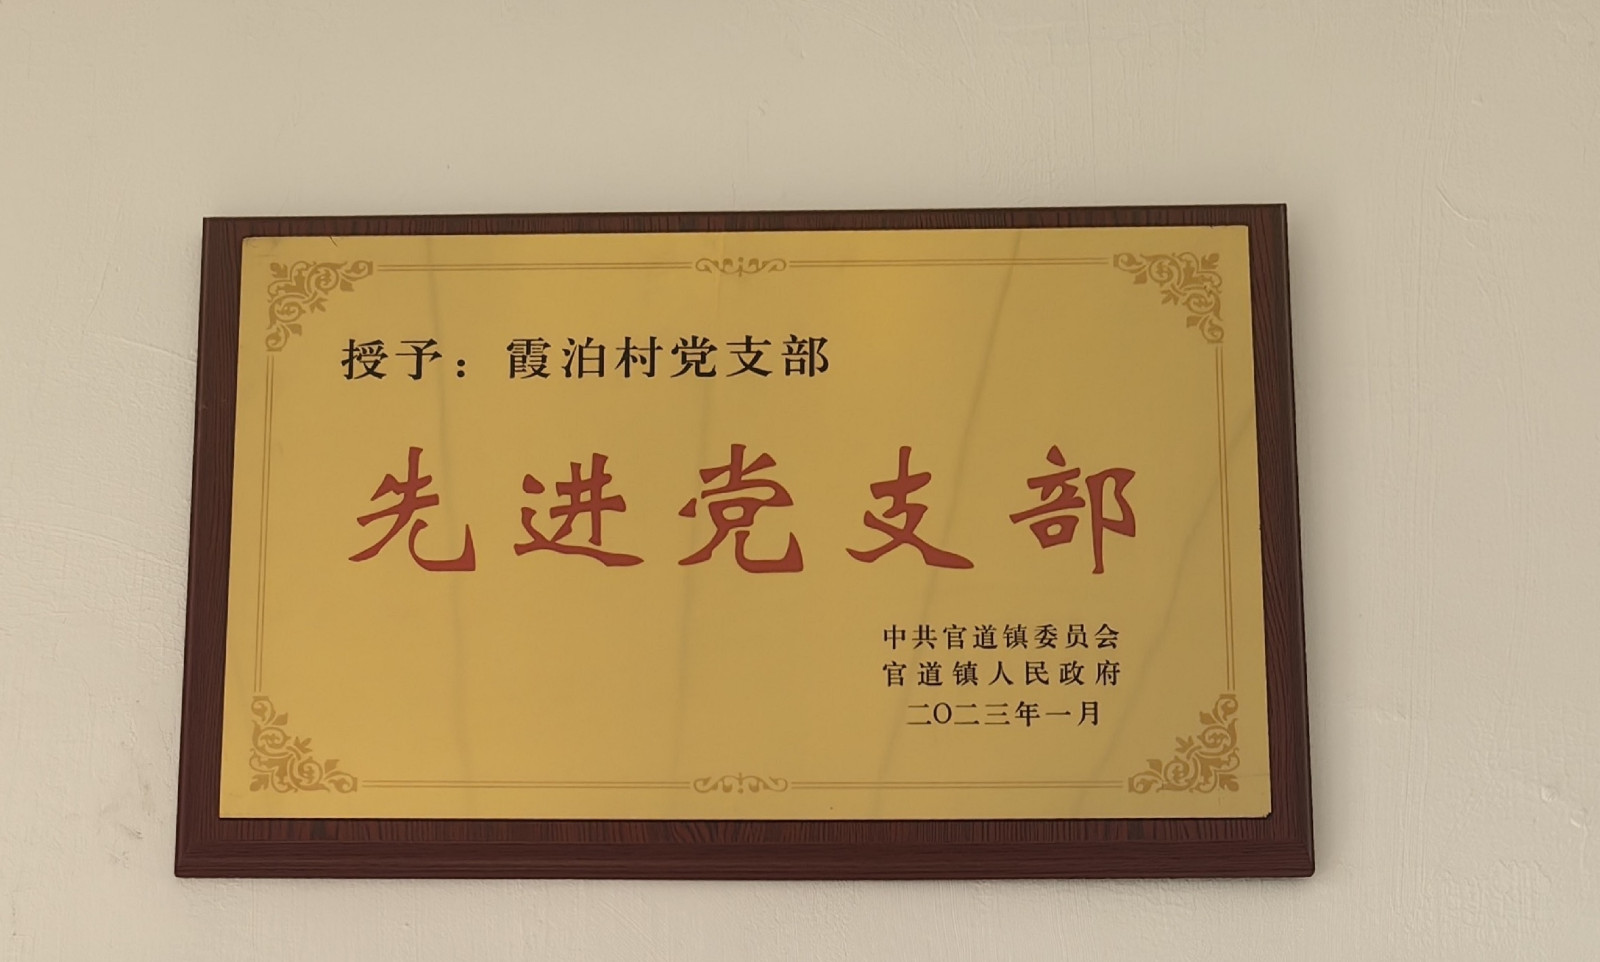 授予：霞泊村党支部
先进党支部
中共官道镇委员会
官道镇人民政府
二〇二三年一月